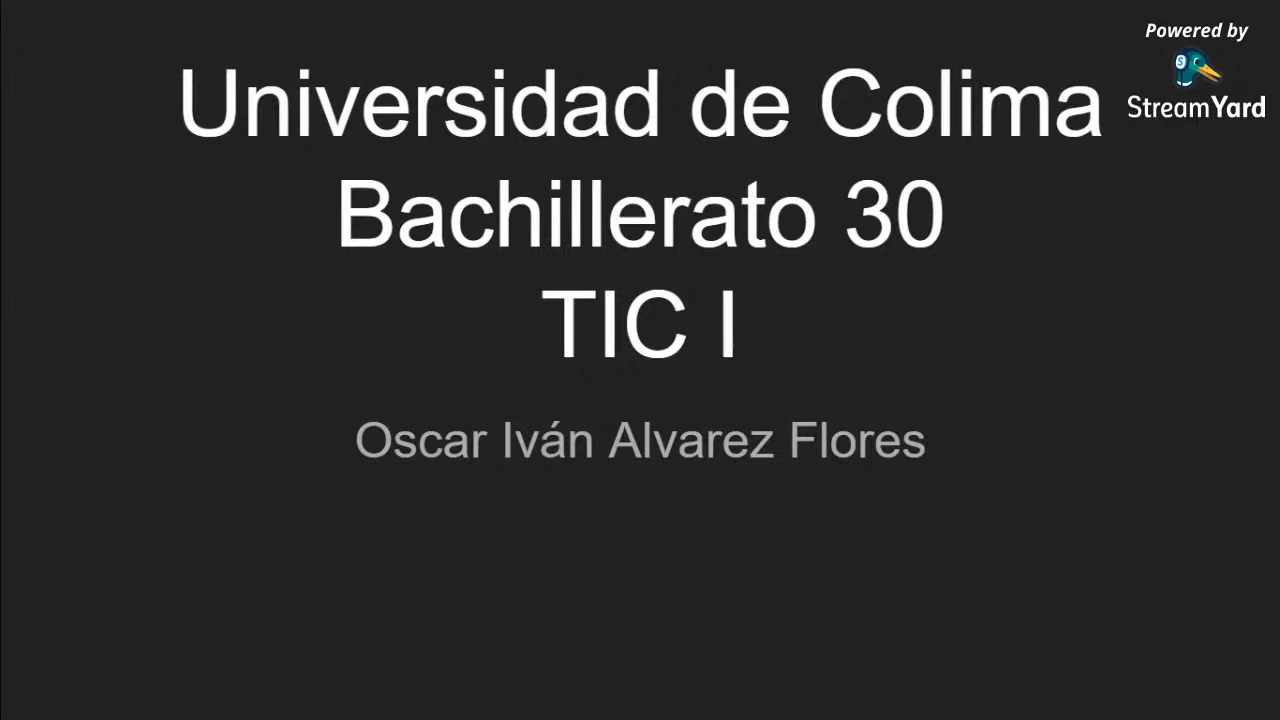 Powered by
StreamYard
Universidad de Colima
Bachillerato 30
TIC I
Oscar Iván Alvarez Flores